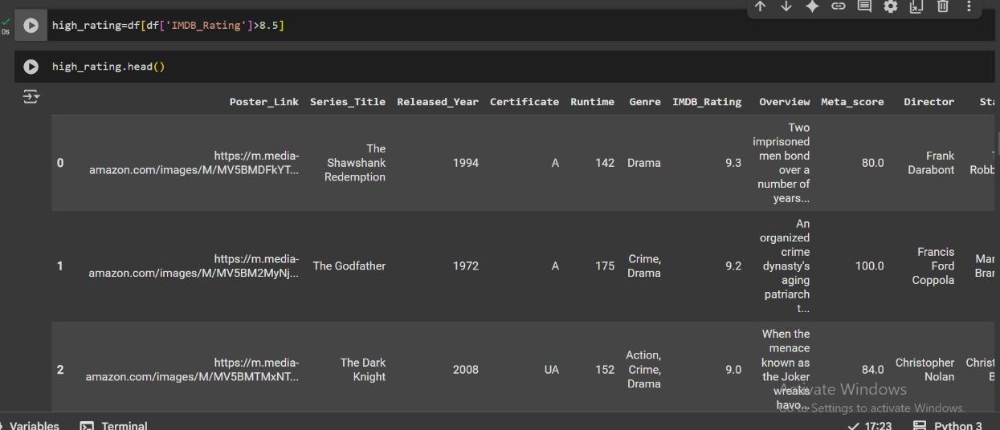 0s
high_rating=df[df['IMDB_Rating']>8.5]
high_rating.head()
Poster_Link Series_Title Released_Year Certificate Runtime Genre IMDB_Rating Overview Meta_score Director
0
https://m.media-
amazon.com/images/M/MV5BMDFkYT...
The
Shawshank
Redemption
1994
A
142
Drama
9.3
Two
imprisoned
men bond
over a
number of
years...
80.0
Frank
Darabont
1
https://m.media-
amazon.com/images/M/MV5BM2MyNj...
The Godfather
1972
A
175
Crime,
Drama
9.2
An
organized
crime
dynasty's
aging
patriarch
t...
100.0
Francis
Ford
Coppola
2
https://m.media-
amazon.com/images/M/MV5BMTMxNT...
The Dark
Knight
2008
UA
152
Action,
Crime,
Drama
9.0
When the
menace
known as
the Joker
wreaks
havo...
84.0
Christopher
Nolan
Activate Windows
Go to Settings to activate Windows.
Variables
Terminal
17:23
Python 3